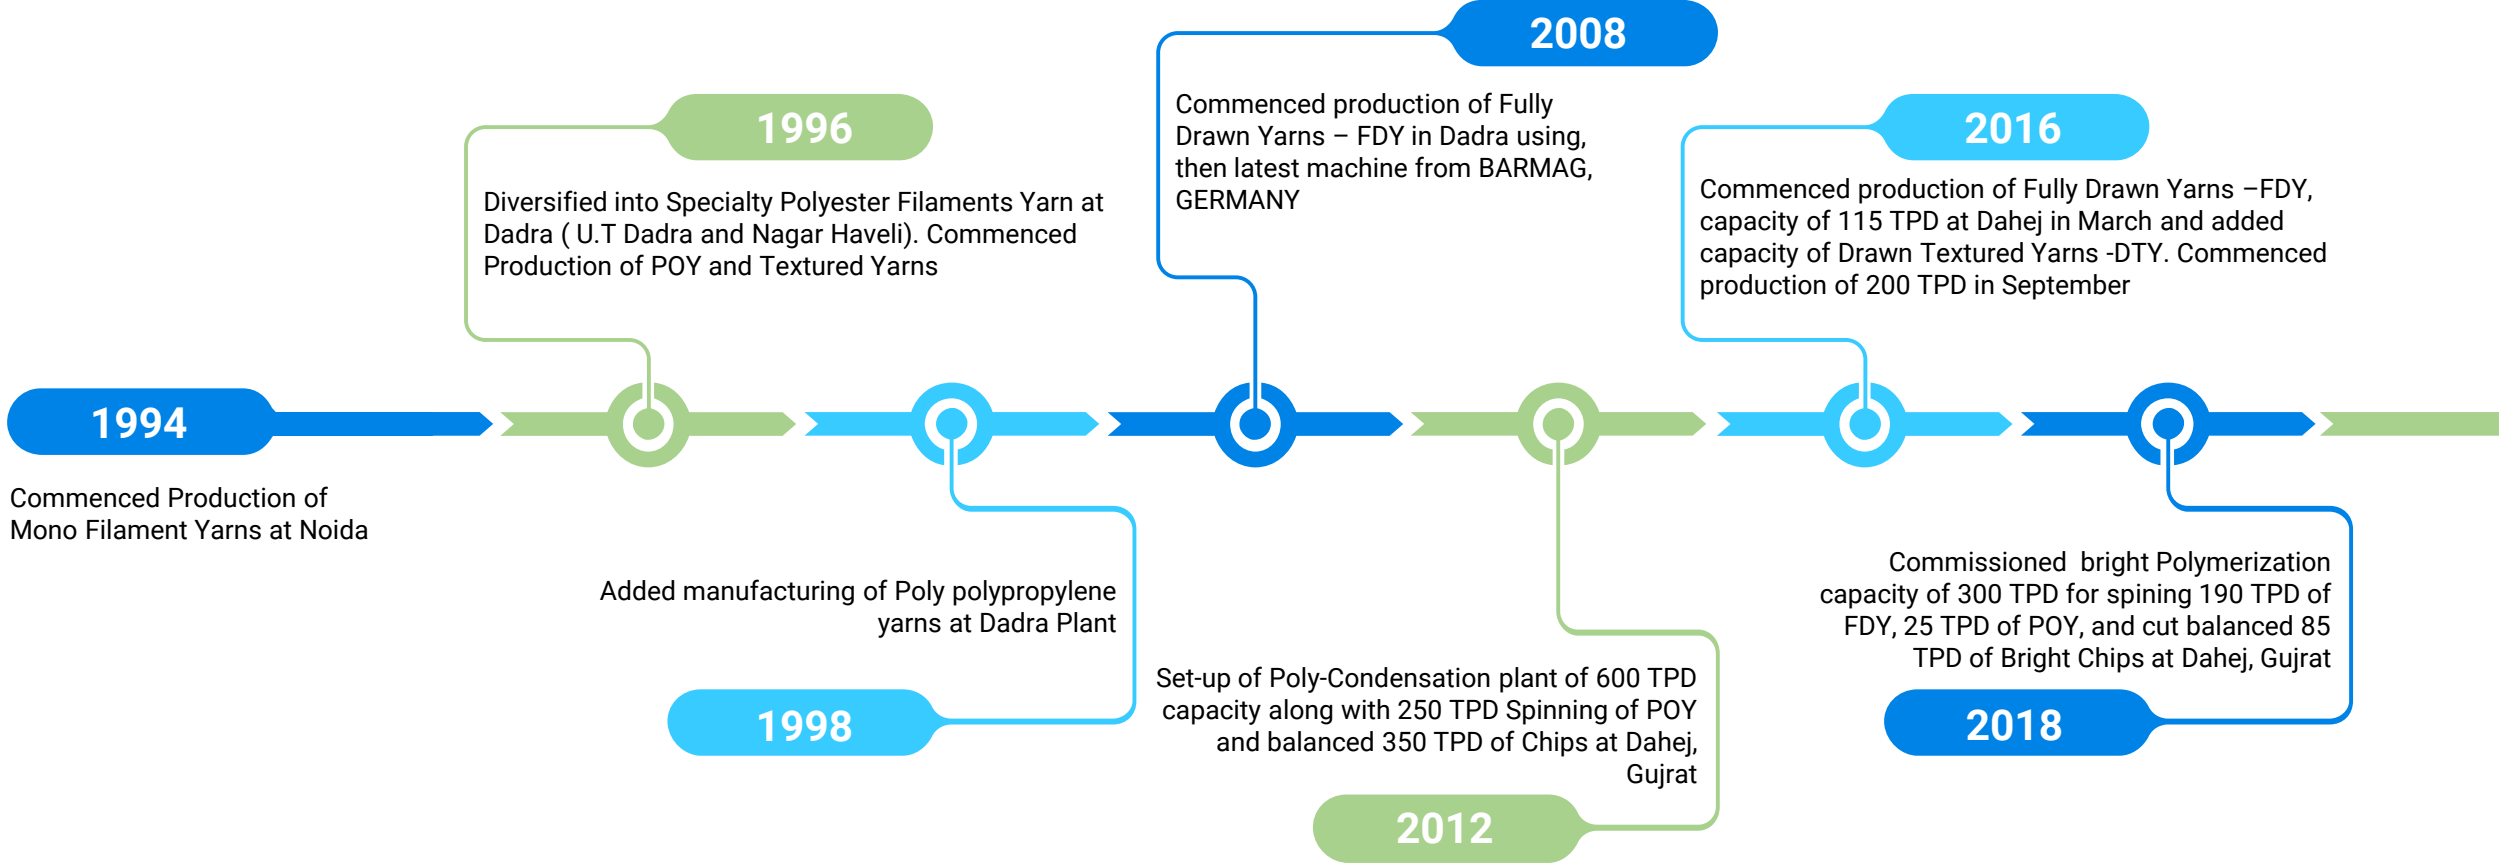 1994
Commenced Production of
Mono Filament Yarns at Noida
1996
Diversified into Specialty Polyester Filaments Yarn at
Dadra ( U.T Dadra and Nagar Haveli). Commenced
Production of POY and Textured Yarns
Added manufacturing of Poly polypropylene
yarns at Dadra Plant
1998
2008
Commenced production of Fully
Drawn Yarns – FDY in Dadra using,
then latest machine from BARMAG,
GERMANY
Set-up of Poly-Condensation plant of 600 TPD
capacity along with 250 TPD Spinning of POY
and balanced 350 TPD of Chips at Dahej,
Gujrat
2012
2016
Commenced production of Fully Drawn Yarns –FDY,
capacity of 115 TPD at Dahej in March and added
capacity of Drawn Textured Yarns -DTY. Commenced
production of 200 TPD in September
Commissioned  bright Polymerization
capacity of 300 TPD for spining 190 TPD of
FDY, 25 TPD of POY, and cut balanced 85
TPD of Bright Chips at Dahej, Gujrat
2018